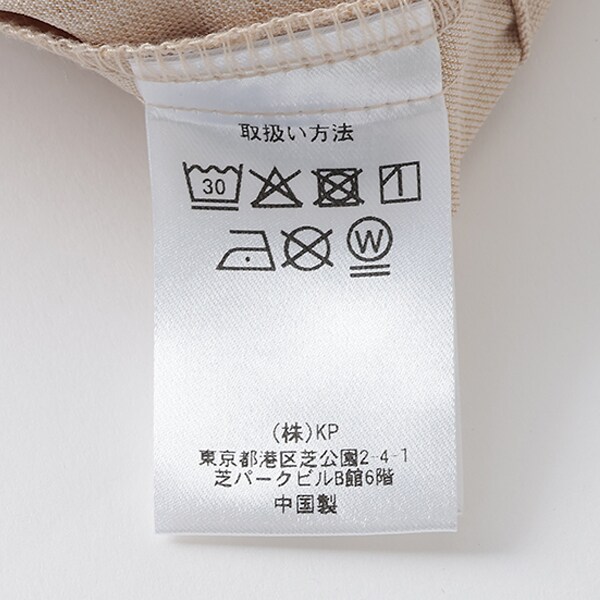 取扱い方法
30
W
(株)KP
東京都港区芝公園2-4-1
芝パークビルB館6階
中国製